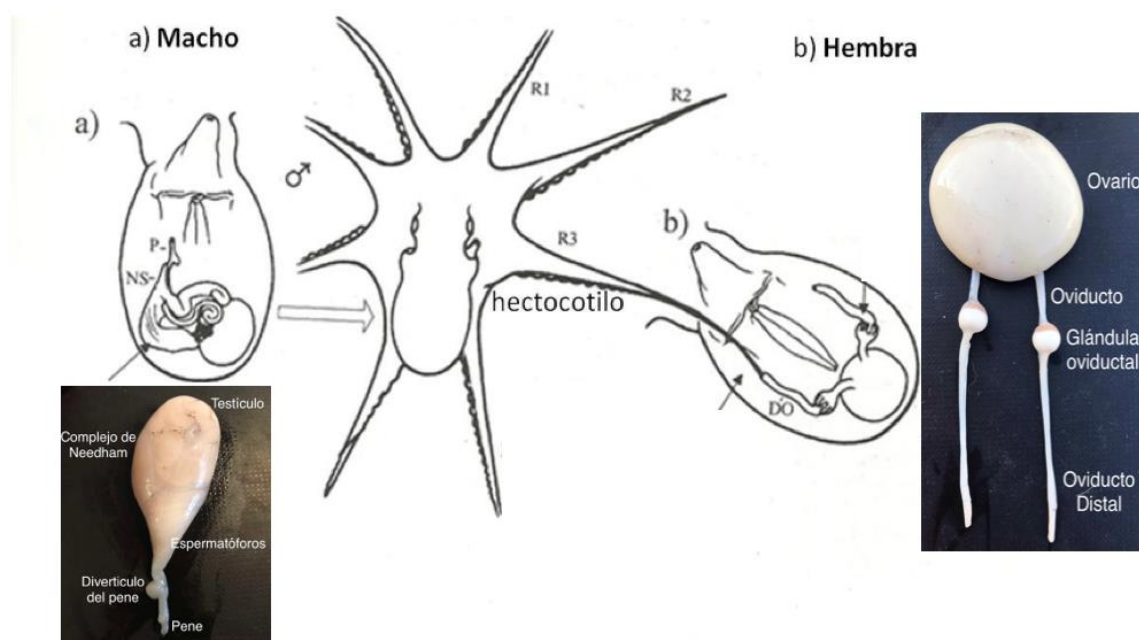 a) Macho
b) Hembra
a)
♂
P-
NS-
R1
R2
R3
hectocotilo
b)
DO
Testículo
Complejo de
Needham
Espermatóforos
Diverticulo
del pene
Pene
Ovario
Oviducto
Glándula
oviductal
Oviducto
Distal